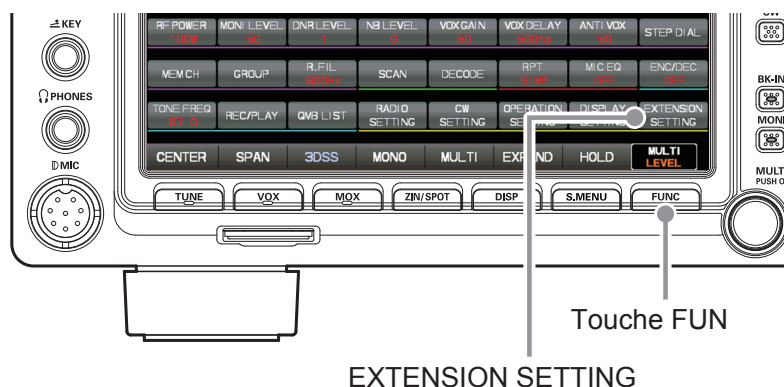 KEY
PHONES
MIC
RF POWER MONI LEVEL DNR LEVEL NB LEVEL VOX GAIN VOX DELAY ANTI VOX STEP DIAL
100W 50 1 0 50 500ms 50
MEM CH GROUP R.FIL SCAN DECODE RPT MIC EQ ENC/DEC
600Hz SIMP OFF OFF
TONE FREQ REC/PLAY QMB LIST RADIO SETTING CW SETTING OPERATION SETTING DISPLAY SETTING EXTENSION SETTING
67.0
CENTER SPAN 3DSS MONO MULTI EXPAND HOLD MULTI LEVEL
TUNE VOX MOX ZIN/SPOT DISP S.MENU FUNC
BK-IN
MONI
MULTI
PUSH
Touche FUN
EXTENSION SETTING